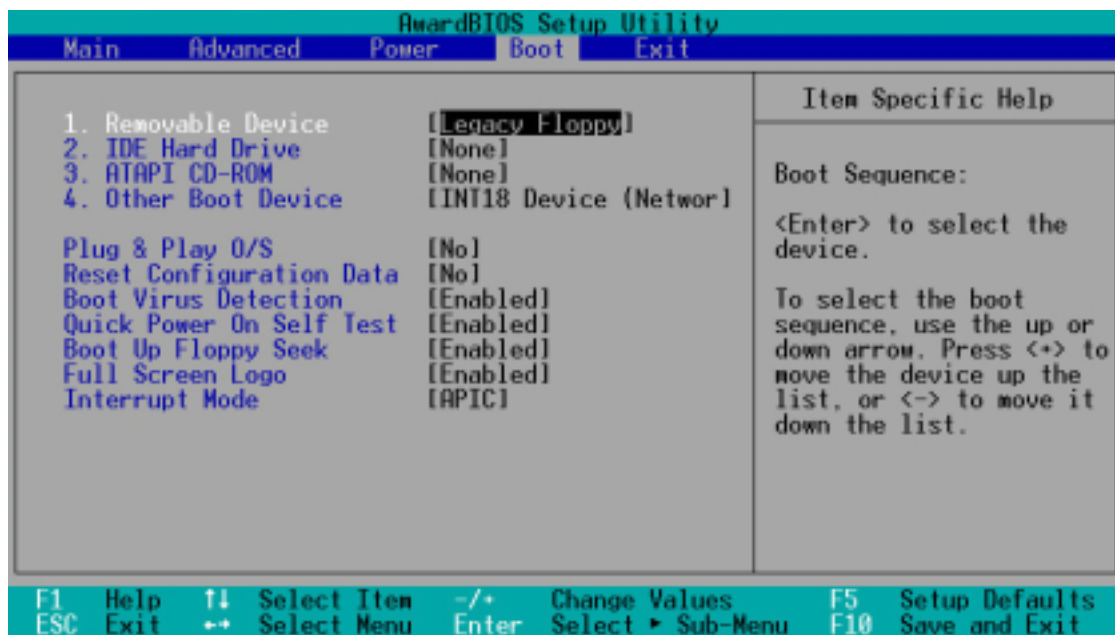 AwardBIOS Setup Utility
Main Advanced Power Boot Exit
Item Specific Help
1. Removable Device [Legacy Floppy]
2. IDE Hard Drive [None]
3. ATAPI CD-ROM [None]
4. Other Boot Device [INT18 Device (Networ]
Plug & Play O/S [No]
Reset Configuration Data [No]
Boot Virus Detection [Enabled]
Quick Power On Self Test [Enabled]
Boot Up Floppy Seek [Enabled]
Full Screen Logo [Enabled]
Interrupt Mode [APIC]
Boot Sequence:
<Enter> to select the
device.
To select the boot
sequence, use the up or
down arrow. Press <+> to
move the device up the
list, or <-> to move it
down the list.
F1 Help ↑↓ Select Item -/+ Change Values F5 Setup Defaults
ESC Exit ←→ Select Menu Enter Select ► Sub-Menu F10 Save and Exit